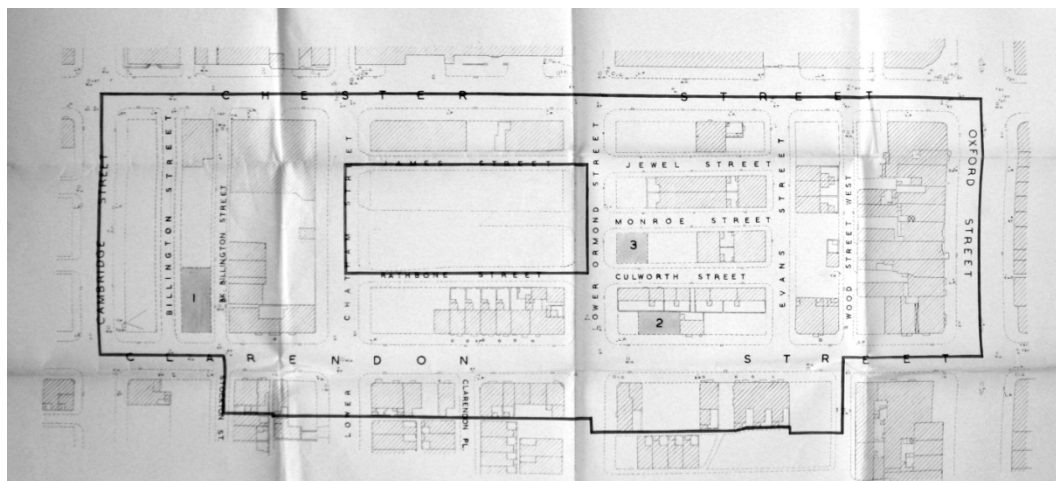 CHESTER STREET
CAMBRIDGE STREET
BILLINGTON STREET
BK BILLINGTON STREET
CHATHAM STREET
JAMES STREET
LOWER ORMOND STREET
JEWEL STREET
EVANS STREET
WOOD STREET WEST
OXFORD STREET
MONROE STREET
3
RATHBONE STREET
CULWORTH STREET
1
2
CLARENDON STREET
STOCKTON ST
LOWER
CLARENDON PL